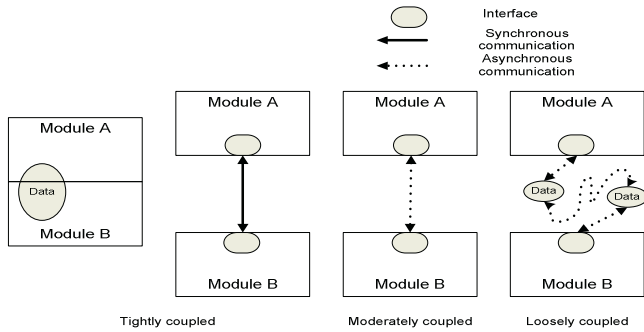 Interface
Synchronous
communication
Asynchronous
communication
Module A
Data
Module B
Module A
Module B
Module A
Module B
Module A
Data
Data
Module B
Tightly coupled
Moderately coupled
Loosely coupled